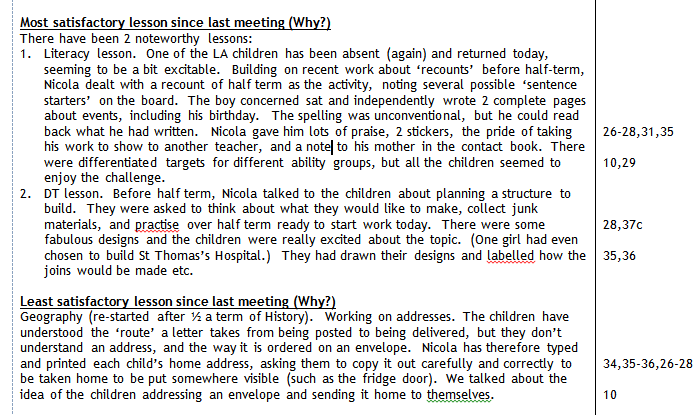 Most satisfactory lesson since last meeting (Why?)
There have been 2 noteworthy lessons:
1. Literacy lesson. One of the LA children has been absent (again) and returned today,
seeming to be a bit excitable. Building on recent work about ‘recounts’ before half-term,
Nicola dealt with a recount of half term as the activity, noting several possible ‘sentence
starters’ on the board. The boy concerned sat and independently wrote 2 complete pages
about events, including his birthday. The spelling was unconventional, but he could read
back what he had written. Nicola gave him lots of praise, 2 stickers, the pride of taking 26-28,31,35
his work to show to another teacher, and a note to his mother in the contact book. There
were differentiated targets for different ability groups, but all the children seemed to 10,29
enjoy the challenge.
2. DT lesson. Before half term, Nicola talked to the children about planning a structure to
build. They were asked to think about what they would like to make, collect junk
materials, and practise over half term ready to start work today. There were some 28,37c
fabulous designs and the children were really excited about the topic. (One girl had even
chosen to build St Thomas’s Hospital.) They had drawn their designs and labelled how the 35,36
joins would be made etc.
Least satisfactory lesson since last meeting (Why?)
Geography (re-started after ½ a term of History). Working on addresses. The children have
understood the ‘route’ a letter takes from being posted to being delivered, but they don’t
understand an address, and the way it is ordered on an envelope. Nicola has therefore typed
and printed each child’s home address, asking them to copy it out carefully and correctly to 34,35-36,26-28
be taken home to be put somewhere visible (such as the fridge door). We talked about the
idea of the children addressing an envelope and sending it home to themselves. 10